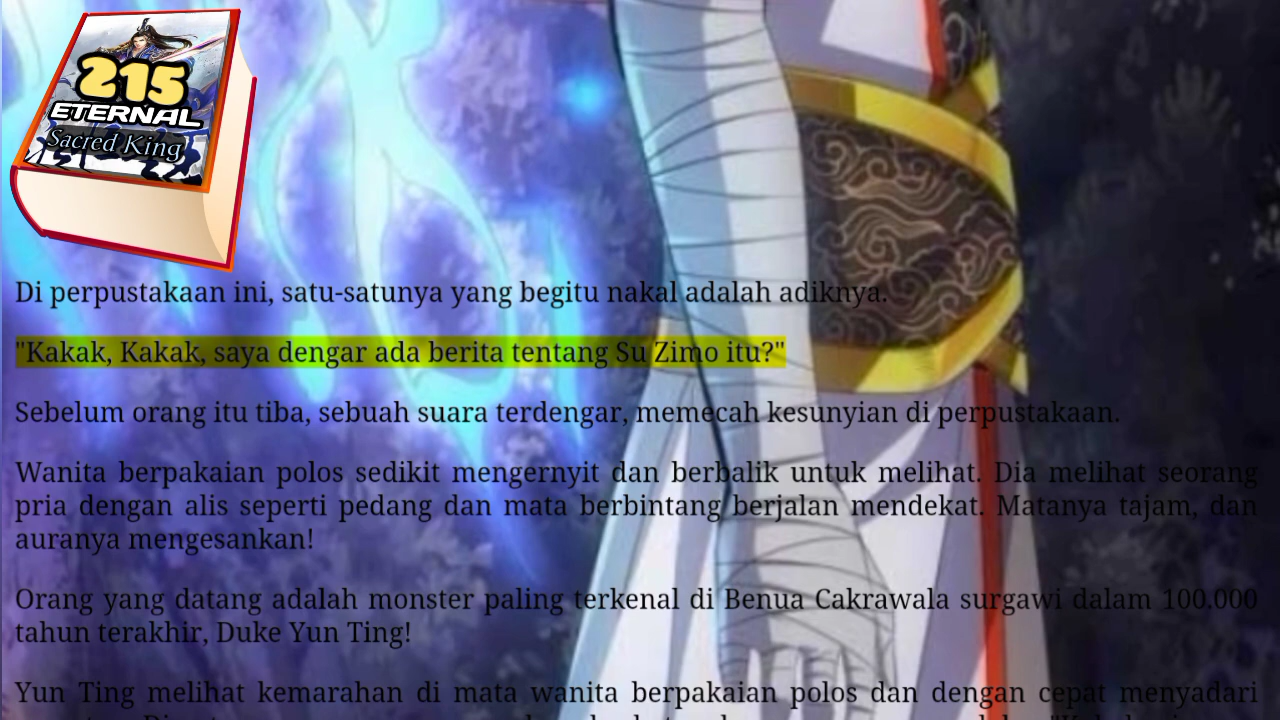 215
ETERNAL
Sacred King
Di perpustakaan ini, satu-satunya yang begitu nakal adalah adiknya.
"Kakak, Kakak, saya dengar ada berita tentang Su Zimo itu?"
Sebelum orang itu tiba, sebuah suara terdengar, memecah kesunyian di perpustakaan.
Wanita berpakaian polos sedikit mengernyit dan berbalik untuk melihat. Dia melihat seorang
pria dengan alis seperti pedang dan mata berbintang berjalan mendekat. Matanya tajam, dan
auranya mengesankan!
Orang yang datang adalah monster paling terkenal di Benua Cakrawala surgawi dalam 100.000
tahun terakhir, Duke Yun Ting!
Yun Ting melihat kemarahan di mata wanita berpakaian polos dan dengan cepat menyadari